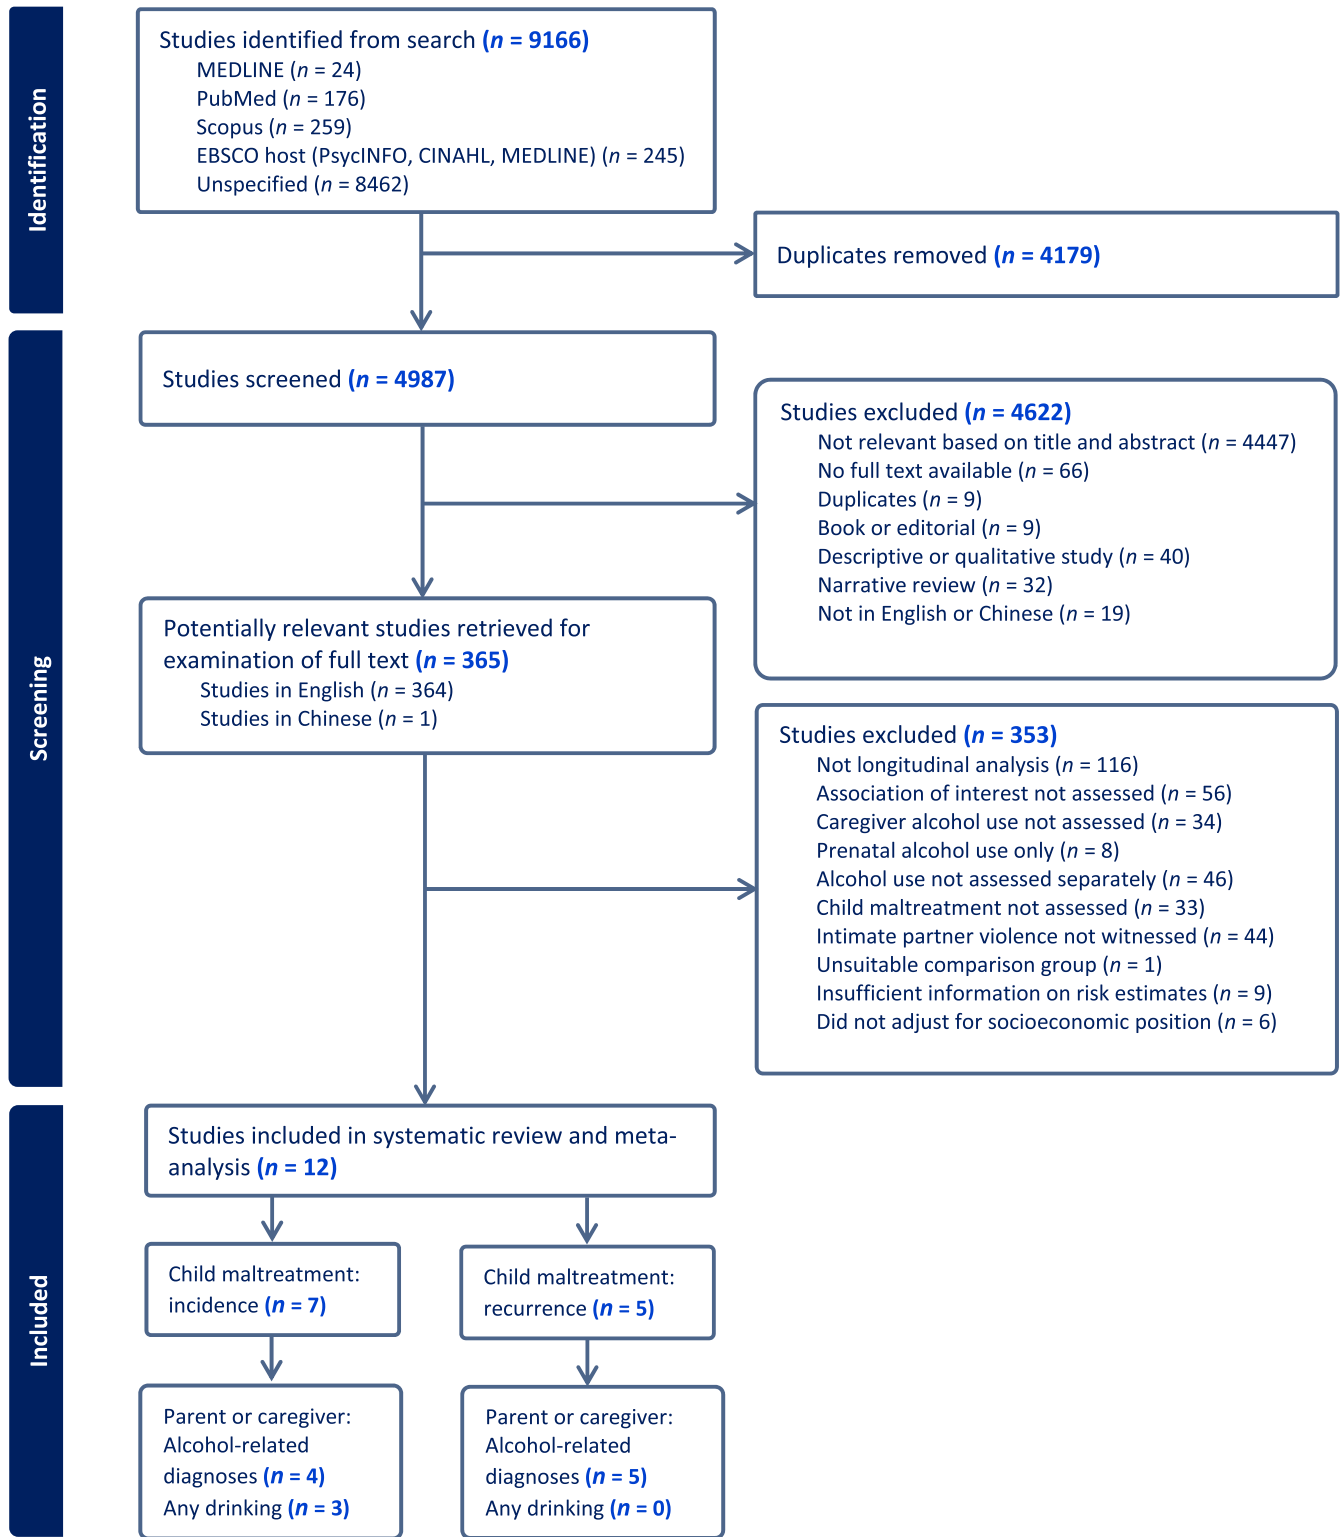 Identification
Studies identified from search (n = 9166)
MEDLINE (n = 24)
PubMed (n = 176)
Scopus (n = 259)
EBSCO host (PsycINFO, CINAHL, MEDLINE) (n = 245)
Unspecified (n = 8462)
Duplicates removed (n = 4179)
Screening
Studies screened (n = 4987)
Studies excluded (n = 4622)
Not relevant based on title and abstract (n = 4447)
No full text available (n = 66)
Duplicates (n = 9)
Book or editorial (n = 9)
Descriptive or qualitative study (n = 40)
Narrative review (n = 32)
Not in English or Chinese (n = 19)
Potentially relevant studies retrieved for
examination of full text (n = 365)
Studies in English (n = 364)
Studies in Chinese (n = 1)
Studies excluded (n = 353)
Not longitudinal analysis (n = 116)
Association of interest not assessed (n = 56)
Caregiver alcohol use not assessed (n = 34)
Prenatal alcohol use only (n = 8)
Alcohol use not assessed separately (n = 46)
Child maltreatment not assessed (n = 33)
Intimate partner violence not witnessed (n = 44)
Unsuitable comparison group (n = 1)
Insufficient information on risk estimates (n = 9)
Did not adjust for socioeconomic position (n = 6)
Included
Studies included in systematic review and meta-
analysis (n = 12)
Child maltreatment:
incidence (n = 7)
Child maltreatment:
recurrence (n = 5)
Parent or caregiver:
Alcohol-related
diagnoses (n = 4)
Any drinking (n = 3)
Parent or caregiver:
Alcohol-related
diagnoses (n = 5)
Any drinking (n = 0)